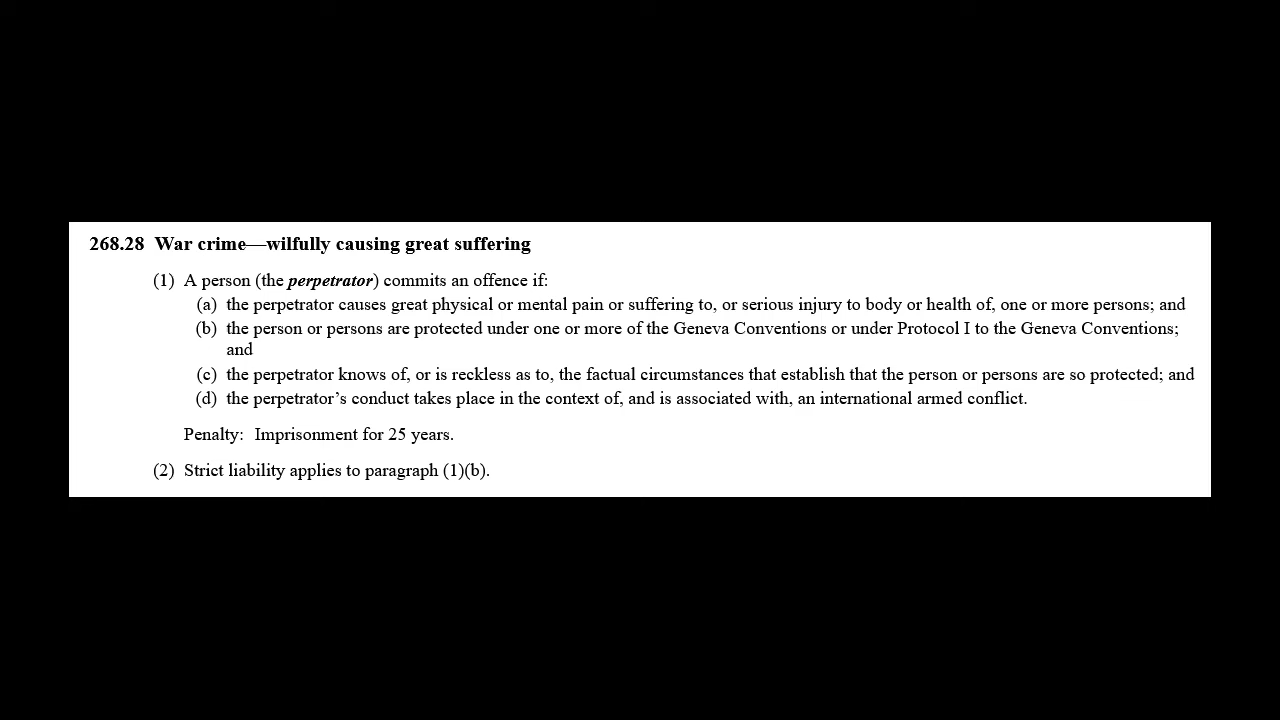 268.28 War crime—wilfully causing great suffering
(1) A person (the perpetrator) commits an offence if:
(a) the perpetrator causes great physical or mental pain or suffering to, or serious injury to body or health of, one or more persons; and
(b) the person or persons are protected under one or more of the Geneva Conventions or under Protocol I to the Geneva Conventions;
and
(c) the perpetrator knows of, or is reckless as to, the factual circumstances that establish that the person or persons are so protected; and
(d) the perpetrator’s conduct takes place in the context of, and is associated with, an international armed conflict.
Penalty: Imprisonment for 25 years.
(2) Strict liability applies to paragraph (1)(b).